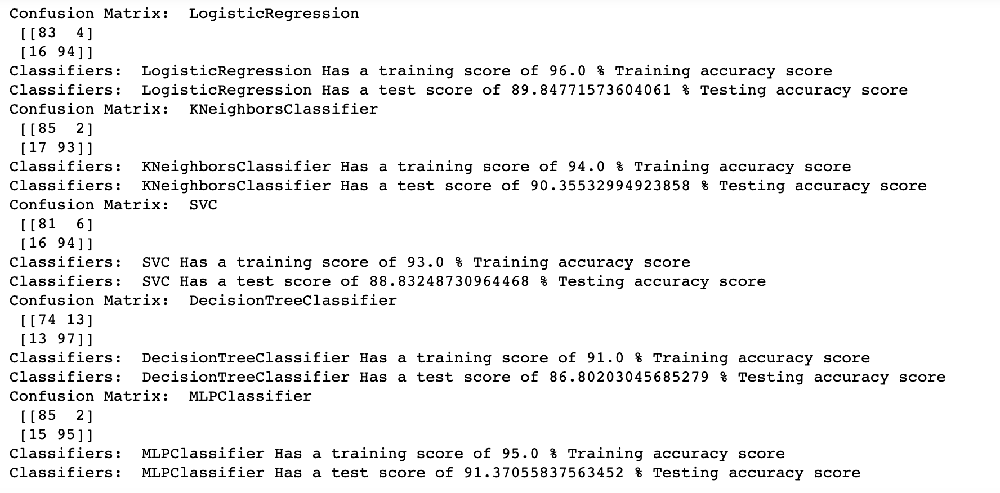 Confusion Matrix:  LogisticRegression
 [[83  4]
 [16 94]]
Classifiers:  LogisticRegression Has a training score of 96.0 % Training accuracy score
Classifiers:  LogisticRegression Has a test score of 89.84771573604061 % Testing accuracy score
Confusion Matrix:  KNeighborsClassifier
 [[85  2]
 [17 93]]
Classifiers:  KNeighborsClassifier Has a training score of 94.0 % Training accuracy score
Classifiers:  KNeighborsClassifier Has a test score of 90.35532994923858 % Testing accuracy score
Confusion Matrix:  SVC
 [[81  6]
 [16 94]]
Classifiers:  SVC Has a training score of 93.0 % Training accuracy score
Classifiers:  SVC Has a test score of 88.83248730964468 % Testing accuracy score
Confusion Matrix:  DecisionTreeClassifier
 [[74 13]
 [13 97]]
Classifiers:  DecisionTreeClassifier Has a training score of 91.0 % Training accuracy score
Classifiers:  DecisionTreeClassifier Has a test score of 86.80203045685279 % Testing accuracy score
Confusion Matrix:  MLPClassifier
 [[85  2]
 [15 95]]
Classifiers:  MLPClassifier Has a training score of 95.0 % Training accuracy score
Classifiers:  MLPClassifier Has a test score of 91.37055837563452 % Testing accuracy score